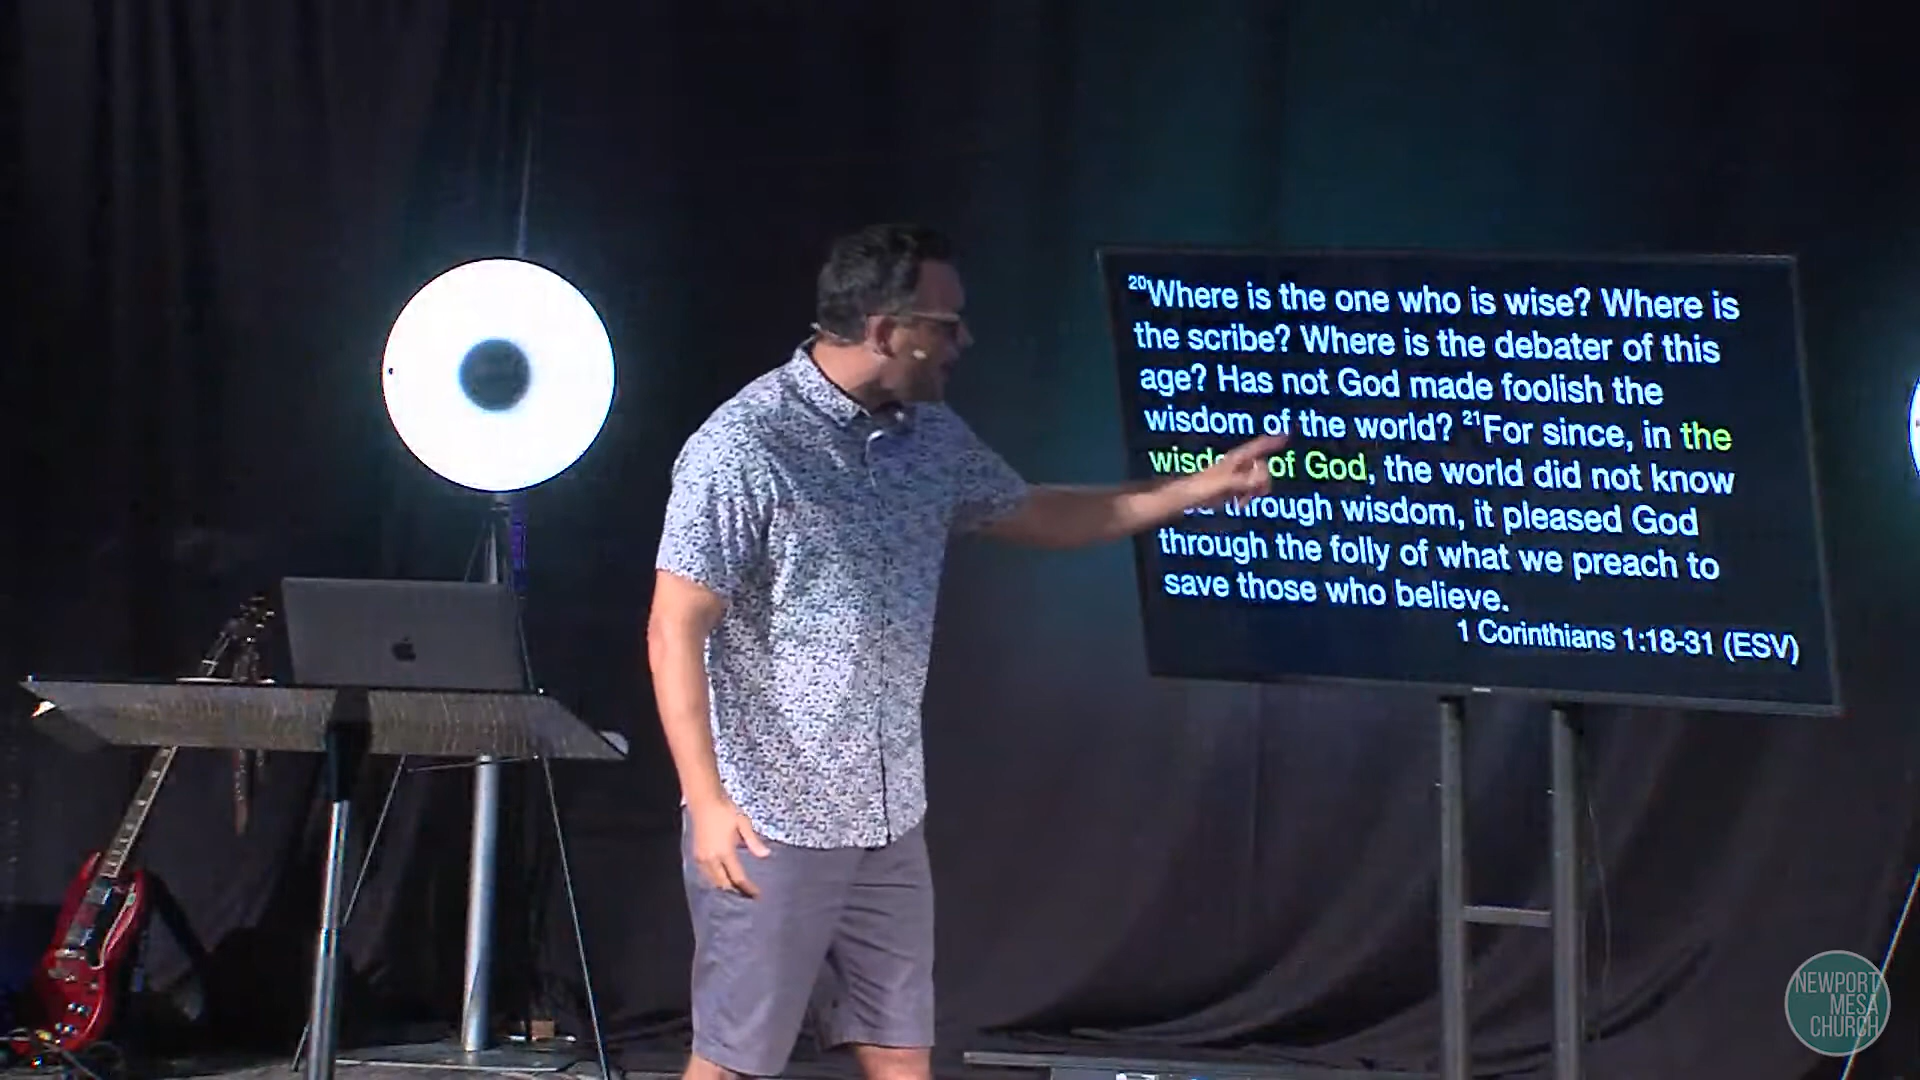 20Where is the one who is wise? Where is
the scribe? Where is the debater of this
age? Has not God made foolish the
wisdom of the world? 21For since, in the
of God, the world did not know
through wisdom, it pleased God
through the folly of what we preach to
save those who believe.
1 Corinthians 1:18-31 (ESV)
NEWPORT
MESA
CHURCH